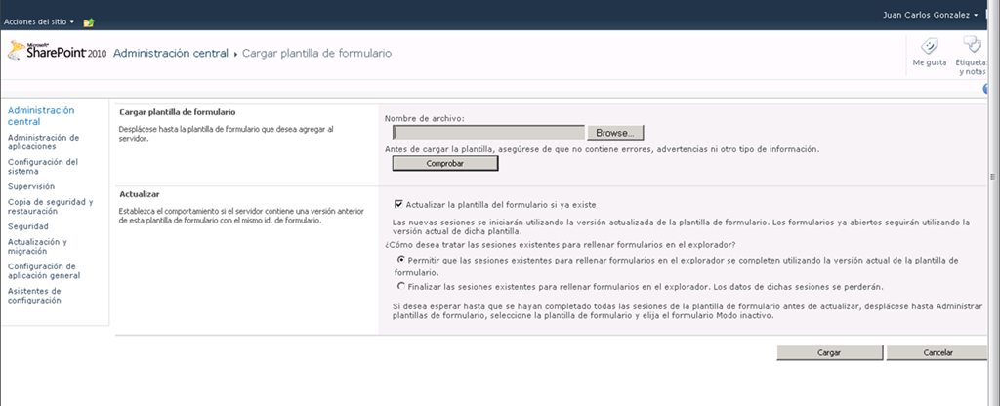 Acciones del sitio
Juan Carlos Gonzalez
Microsoft
SharePoint 2010
Administración central ▸ Cargar plantilla de formulario
Me gusta
Etiquetas
y notas
Administración
central
Administración de
aplicaciones
Configuración del
sistema
Supervisión
Copia de seguridad y
restauración
Seguridad
Actualización y
migración
Configuración de
aplicación general
Asistentes de
configuración
Cargar plantilla de formulario
Desplácese hasta la plantilla de formulario que desea agregar al
servidor.
Nombre de archivo:
Browse...
Antes de cargar la plantilla, asegúrese de que no contiene errores, advertencias ni otro tipo de información.
Comprobar
Actualizar
Establezca el comportamiento si el servidor contiene una versión anterior
de esta plantilla de formulario con el mismo id. de formulario.
Actualizar la plantilla del formulario si ya existe
Las nuevas sesiones se iniciarán utilizando la versión actualizada de la plantilla de formulario. Los formularios ya abiertos seguirán utilizando la
versión actual de dicha plantilla.
¿Cómo desea tratar las sesiones existentes para rellenar formularios en el explorador?
Permitir que las sesiones existentes para rellenar formularios en el explorador se completen utilizando la versión actual de la plantilla de
formulario.
Finalizar las sesiones existentes para rellenar formularios en el explorador. Los datos de dichas sesiones se perderán.
Si desea esperar hasta que se hayan completado todas las sesiones de la plantilla de formulario antes de actualizar, desplácese hasta Administrar
plantillas de formulario, seleccione la plantilla de formulario y elija el formulario Modo inactivo.
Cargar
Cancelar